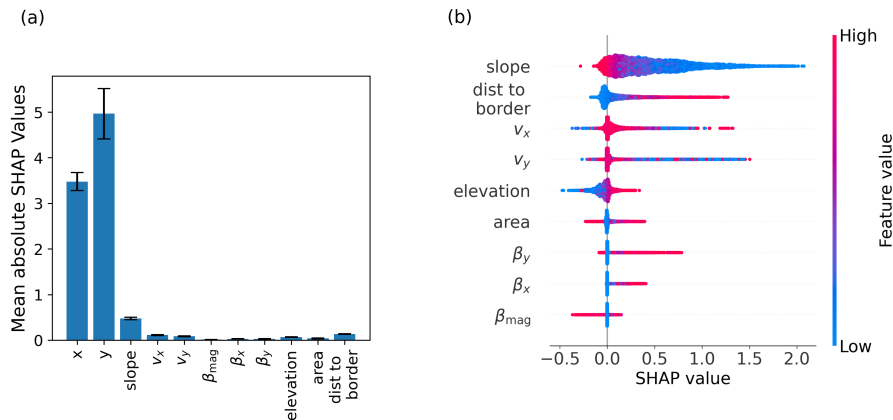 (a)
Mean absolute SHAP Values
5
4
3
2
1
0
x
y
slope
v_x
v_y
β_mag
β_x
β_y
elevation
area
dist to
border
(b)
slope
dist to
border
v_x
v_y
elevation
area
β_y
β_x
β_mag
−0.5
0.0
0.5
1.0
1.5
2.0
SHAP value
High
Low
Feature value